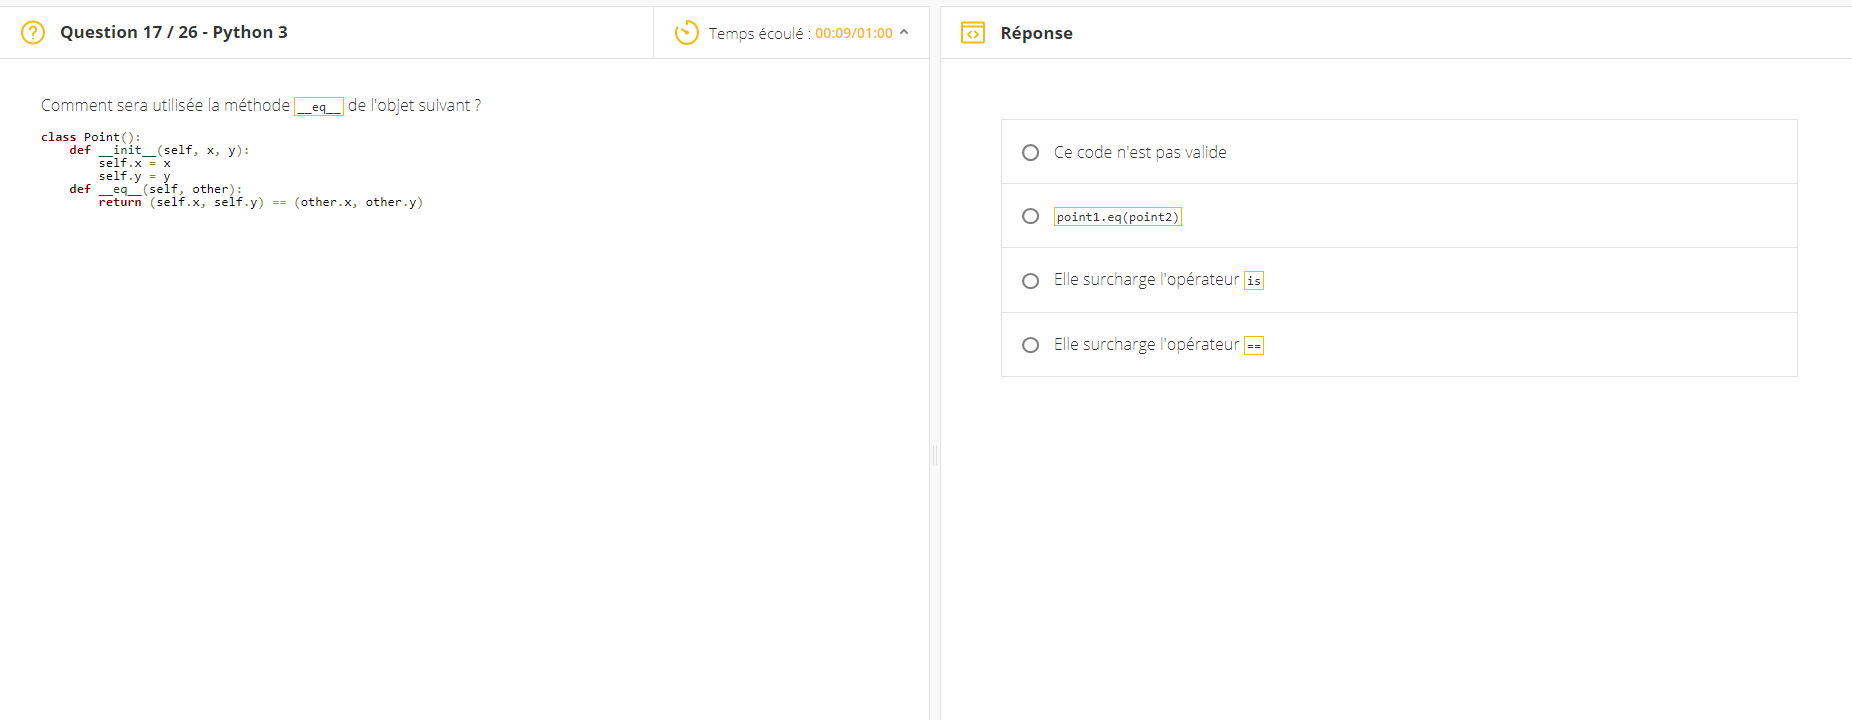 Question 17 / 26 - Python 3
Temps écoulé : 00:09/01:00
Comment sera utilisée la méthode __eq__ de l'objet suivant ?
class Point():
    def __init__(self, x, y):
        self.x = x
        self.y = y
    def __eq__(self, other):
        return (self.x, self.y) == (other.x, other.y)
Réponse
Ce code n'est pas valide
point1.eq(point2)
Elle surcharge l'opérateur is
Elle surcharge l'opérateur ==